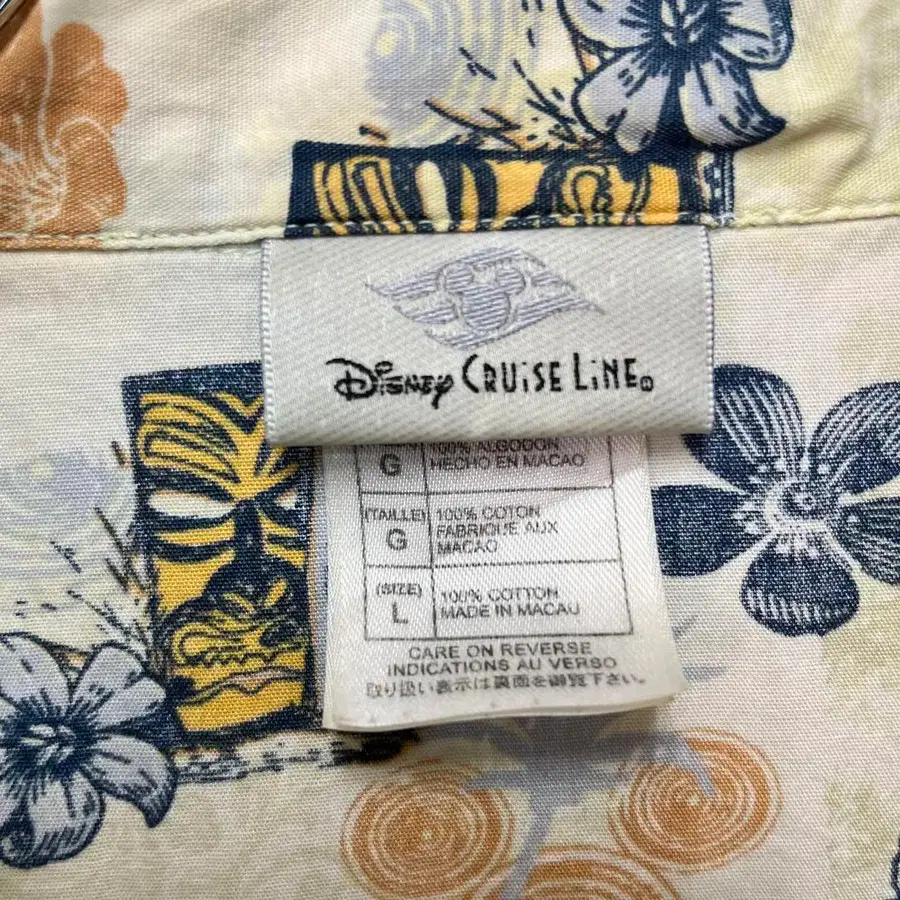 Disney CRUiSE LiNE®
100% ALGODON
G
HECHO EN MACAO
(TAILLE)
G
100% COTON
FABRIQUE AUX
MACAO
(SIZE)
L
100% COTTON
MADE IN MACAU
CARE ON REVERSE
INDICATIONS AU VERSO
取り扱い表示は裏面を御覧下さい。